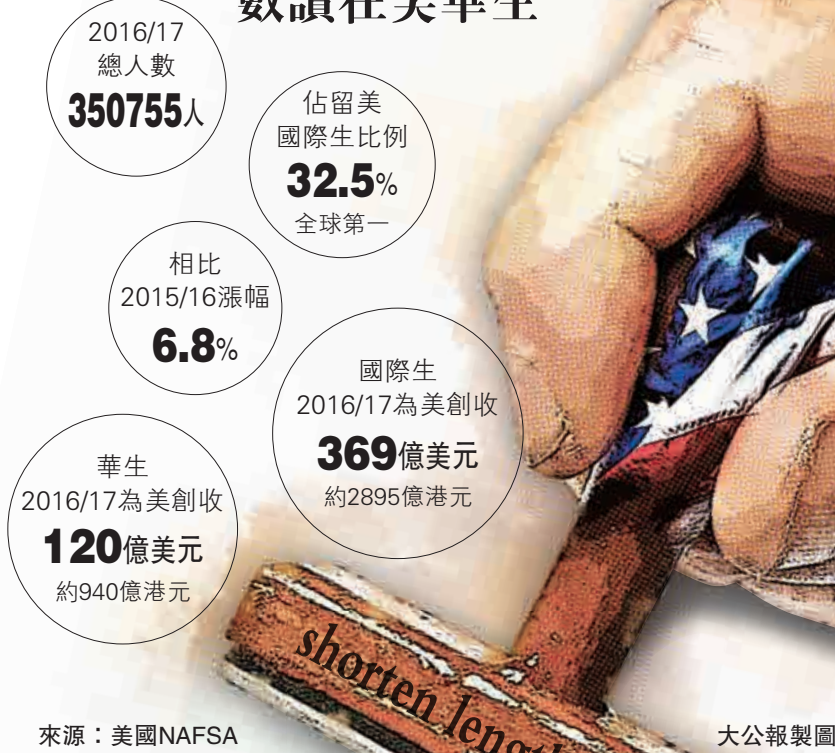 數讀在美華生
2016/17
總人數
350755人
佔留美
國際生比例
32.5%
全球第一
相比
2015/16漲幅
6.8%
國際生
2016/17為美創收
369億美元
約2895億港元
華生
2016/17為美創收
120億美元
約940億港元
shorten length
來源：美國NAFSA
大公報製圖